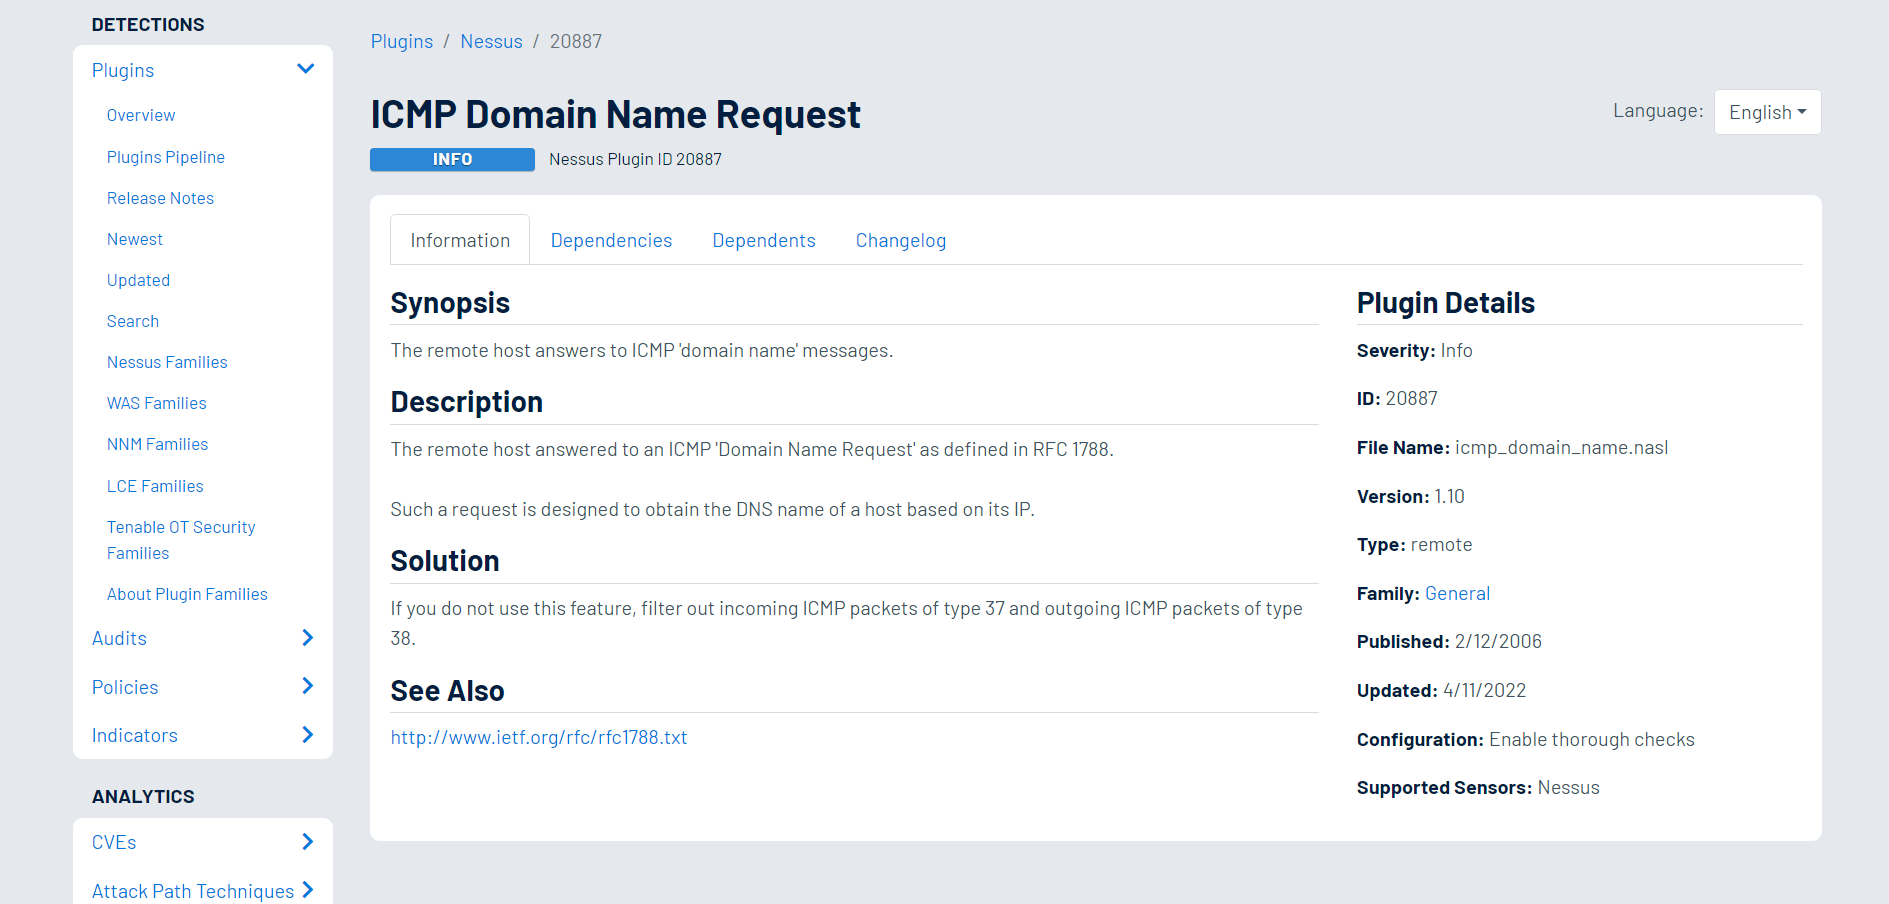 DETECTIONS
Plugins
Overview
Plugins Pipeline
Release Notes
Newest
Updated
Search
Nessus Families
WAS Families
NNM Families
LCE Families
Tenable OT Security
Families
About Plugin Families
Audits
Policies
Indicators
ANALYTICS
CVEs
Attack Path Techniques
Plugins / Nessus / 20887
ICMP Domain Name Request
Language: English
INFO Nessus Plugin ID 20887
Information Dependencies Dependents Changelog
Synopsis
The remote host answers to ICMP 'domain name' messages.
Description
The remote host answered to an ICMP 'Domain Name Request' as defined in RFC 1788.
Such a request is designed to obtain the DNS name of a host based on its IP.
Solution
If you do not use this feature, filter out incoming ICMP packets of type 37 and outgoing ICMP packets of type
38.
See Also
http://www.ietf.org/rfc/rfc1788.txt
Plugin Details
Severity: Info
ID: 20887
File Name: icmp_domain_name.nasl
Version: 1.10
Type: remote
Family: General
Published: 2/12/2006
Updated: 4/11/2022
Configuration: Enable thorough checks
Supported Sensors: Nessus